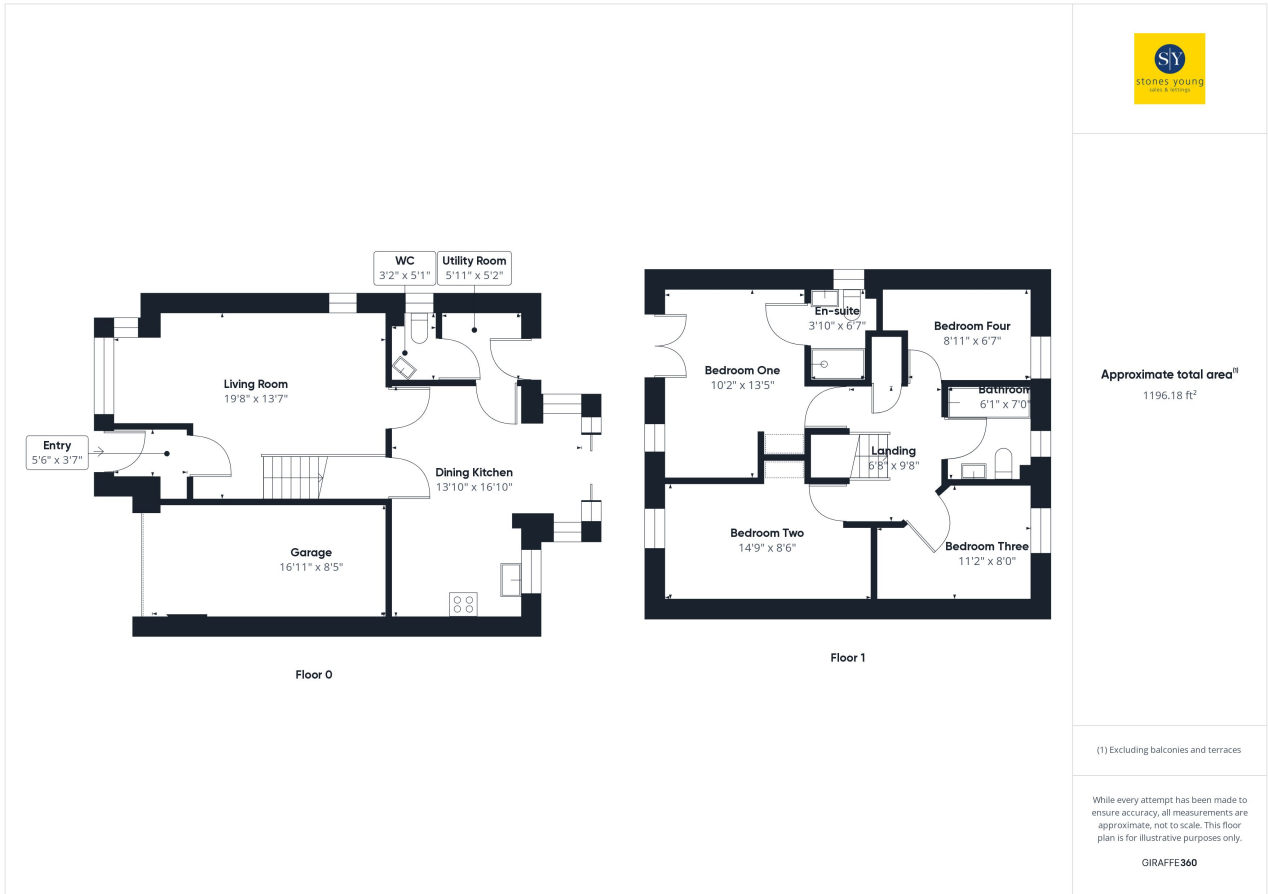 WC
3'2" x 5'1"
Utility Room
5'11" x 5'2"
Living Room
19'8" x 13'7"
Entry
5'6" x 3'7"
Dining Kitchen
13'10" x 16'10"
Garage
16'11" x 8'5"
Floor 0
En-suite
3'10" x 6'7"
Bedroom Four
8'11" x 6'7"
Bedroom One
10'2" x 13'5"
Bathroom
6'1" x 7'0"
Landing
6'8" x 9'8"
Bedroom Two
14'9" x 8'6"
Bedroom Three
11'2" x 8'0"
Floor 1
S|Y
stones young
sales & lettings
Approximate total area(1)
1196.18 ft²
(1) Excluding balconies and terraces
While every attempt has been made to
ensure accuracy, all measurements are
approximate, not to scale. This floor
plan is for illustrative purposes only.
GIRAFFE360